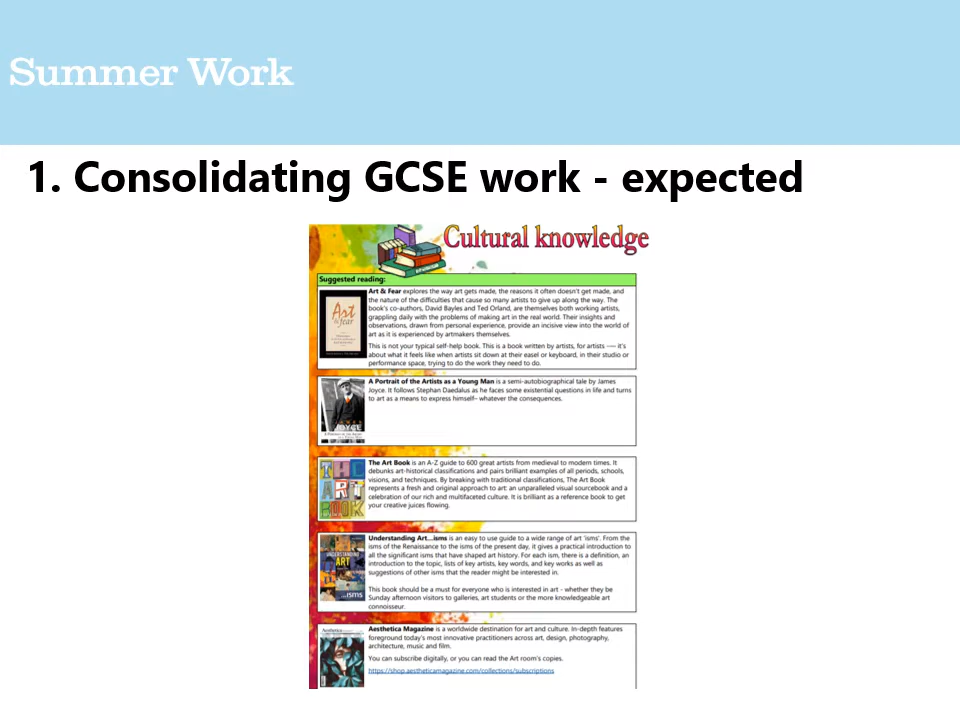 Summer Work
1. Consolidating GCSE work - expected
Cultural knowledge
Suggested reading:
Art & Fear explores the way art gets made, the reasons it often doesn't get made, and
the nature of the difficulties that cause so many artists to give up along the way. The
book's co-authors, David Bayles and Ted Orland, are themselves both working artists,
grappling daily with the problems of making art in the real world. Their insights and
observations, drawn from personal experience, provide an incisive view into the world of
art as it is experienced by artmakers themselves.
This is not your typical self-help book. This is a book written by artists, for artists —- it's
about what it feels like when artists sit down at their easel or keyboard, in their studio or
performance space, trying to do the work they need to do.
Art
& fear
A Portrait of the Artists as a Young Man is a semi-autobiographical tale by James
Joyce. It follows Stephan Daedalus as he faces some existential questions in life and turns
to art as a means to express himself– whatever the consequences.
JOYCE
The Art Book is an A-Z guide to 600 great artists from medieval to modern times. It
debunks art-historical classifications and pairs brilliant examples of all periods, schools,
visions, and techniques. By breaking with traditional classifications, The Art Book
represents a fresh and original approach to art: an unparalleled visual sourcebook and a
celebration of our rich and multifaceted culture. It is brilliant as a reference book to get
your creative juices flowing.
THE
ART
BOOK
Understanding Art...isms is an easy to use guide to a wide range of art 'isms'. From the
isms of the Renaissance to the isms of the present day, it gives a practical introduction to
all the significant isms that have shaped art history. For each ism, there is a definition, an
introduction to the topic, lists of key artists, key words, and key works as well as
suggestions of other isms that the reader might be interested in.
This book should be a must for everyone who is interested in art - whether they be
Sunday afternoon visitors to galleries, art students or the more knowledgeable art
connoisseur.
UNDERSTANDING
ART
...isms
Aesthetica Magazine is a worldwide destination for art and culture. In-depth features
foreground today's most innovative practitioners across art, design, photography,
architecture, music and film.
You can subscribe digitally, or you can read the Art room's copies.
https://shop.aestheticamagazine.com/collections/subscriptions
Aesthetica